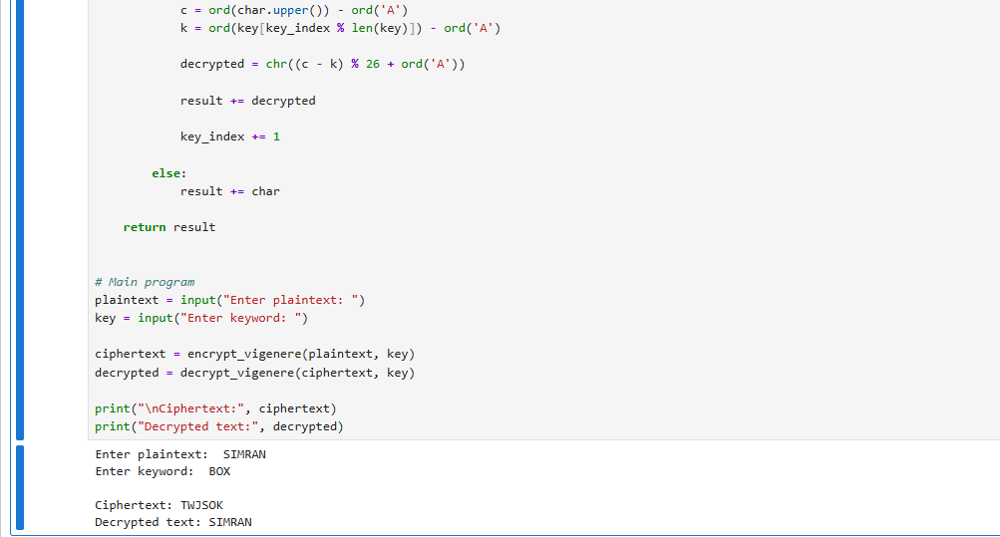 c = ord(char.upper()) - ord('A')
k = ord(key[key_index % len(key)]) - ord('A')
decrypted = chr((c - k) % 26 + ord('A'))
result += decrypted
key_index += 1
else:
result += char
return result
# Main program
plaintext = input("Enter plaintext: ")
key = input("Enter keyword: ")
ciphertext = encrypt_vigenere(plaintext, key)
decrypted = decrypt_vigenere(ciphertext, key)
print("\nCiphertext:", ciphertext)
print("Decrypted text:", decrypted)
Enter plaintext:  SIMRAN
Enter keyword:  BOX
Ciphertext: TWJSOK
Decrypted text: SIMRAN